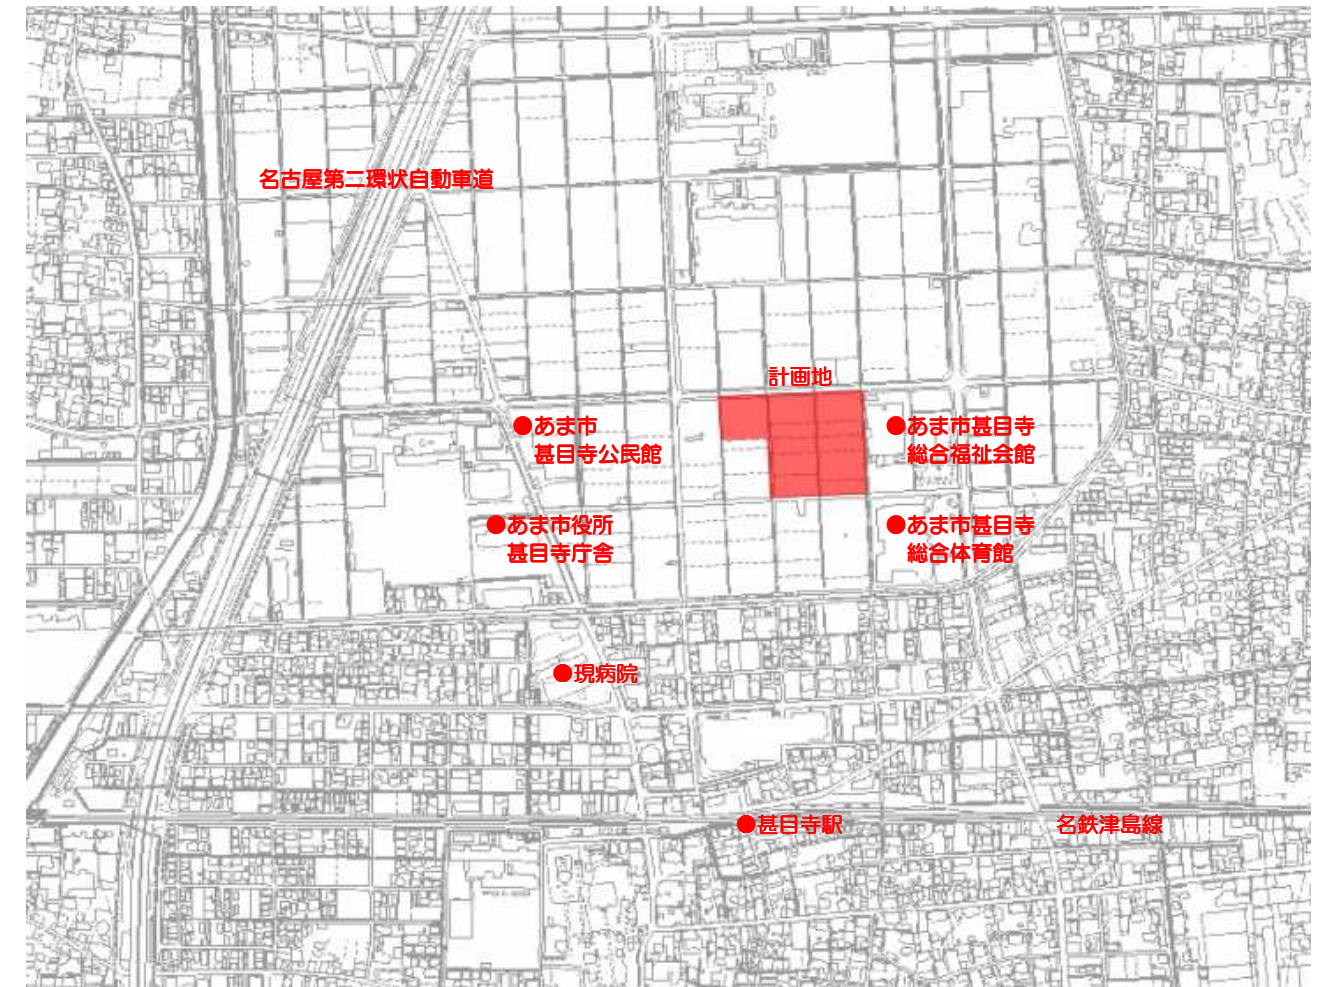 名古屋第二環状自動車道
計画地
●あま市
甚目寺公民館
●あま市甚目寺
総合福祉会館
●あま市役所
甚目寺庁舎
●あま市甚目寺
総合体育館
●現病院
●甚目寺駅
名鉄津島線